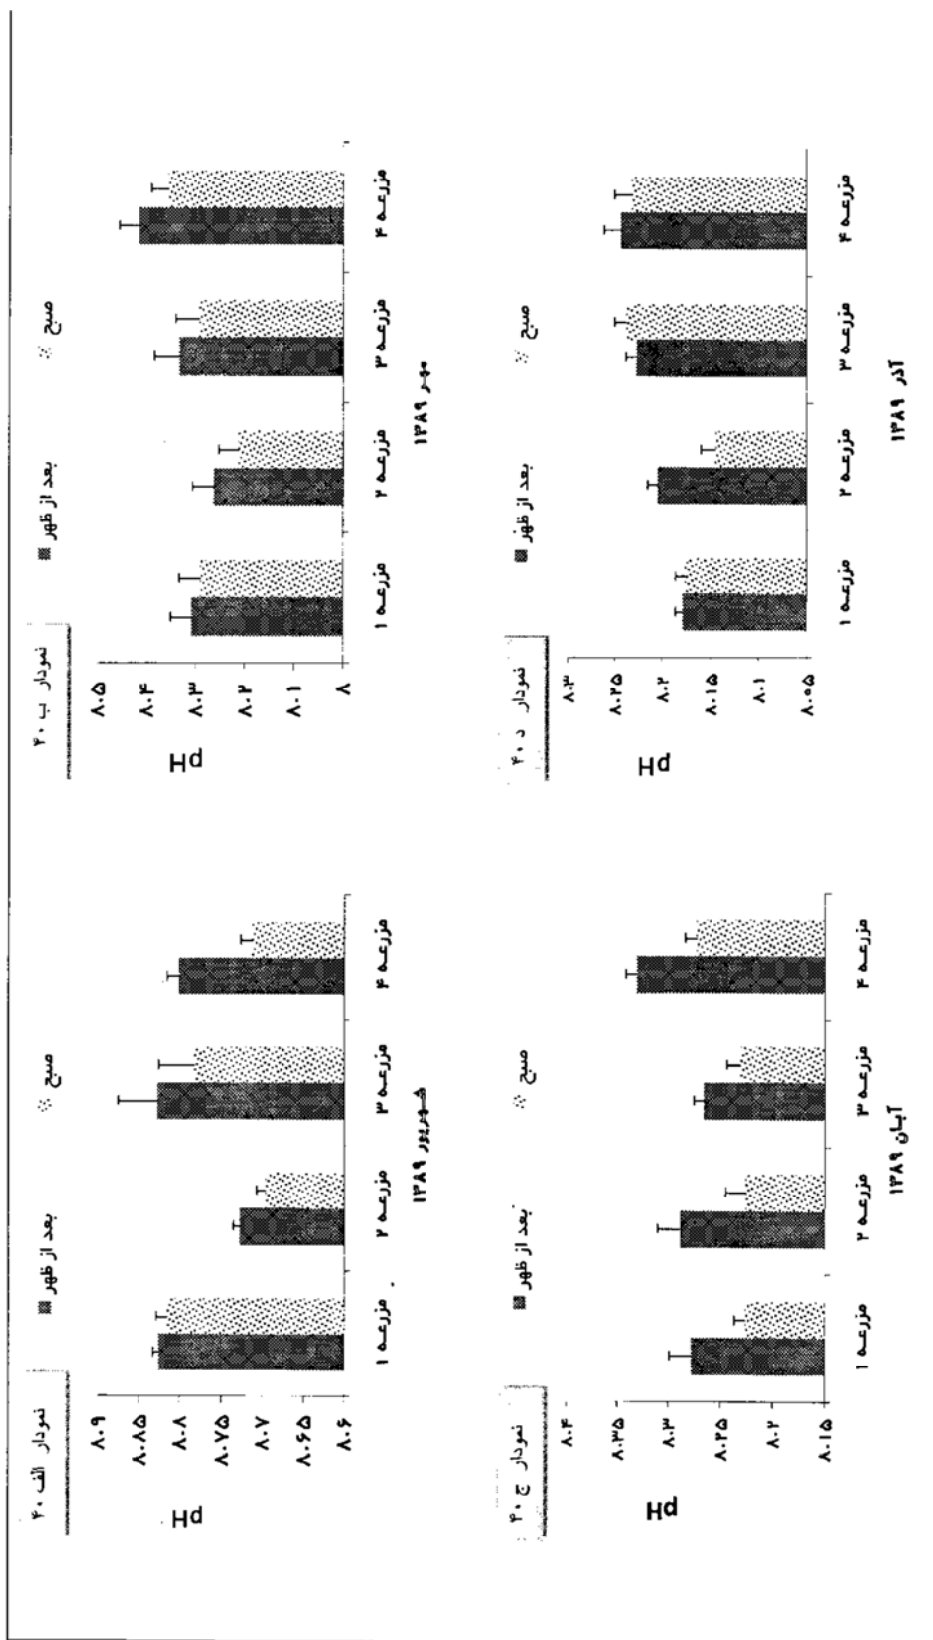 نمودار الف ۴۰
■ بعد از ظهر
صبح
pH
۸.۹
۸.۸۵
۸.۸
۸.۷۵
۸.۷
۸.۶۵
۸.۶
مزرعه ۱
مزرعه ۲
مزرعه ۳
مزرعه ۴
شهریور ۱۳۸۹
نمودار ب ۴۰
■ بعد از ظهر
صبح
pH
۸.۵
۸.۴
۸.۳
۸.۲
۸.۱
۸
مزرعه ۱
مزرعه ۲
مزرعه ۳
مزرعه ۴
مهر ۱۳۸۹
نمودار ج ۴۰
■ بعد از ظهر
صبح
pH
۸.۴
۸.۳۵
۸.۳
۸.۲۵
۸.۲
۸.۱۵
مزرعه ۱
مزرعه ۲
مزرعه ۳
مزرعه ۴
آبان ۱۳۸۹
نمودار د ۴۰
■ بعد از ظهر
صبح
pH
۸.۳
۸.۲۵
۸.۲
۸.۱۵
۸.۱
۸.۰۵
مزرعه ۱
مزرعه ۲
مزرعه ۳
مزرعه ۴
آذر ۱۳۸۹